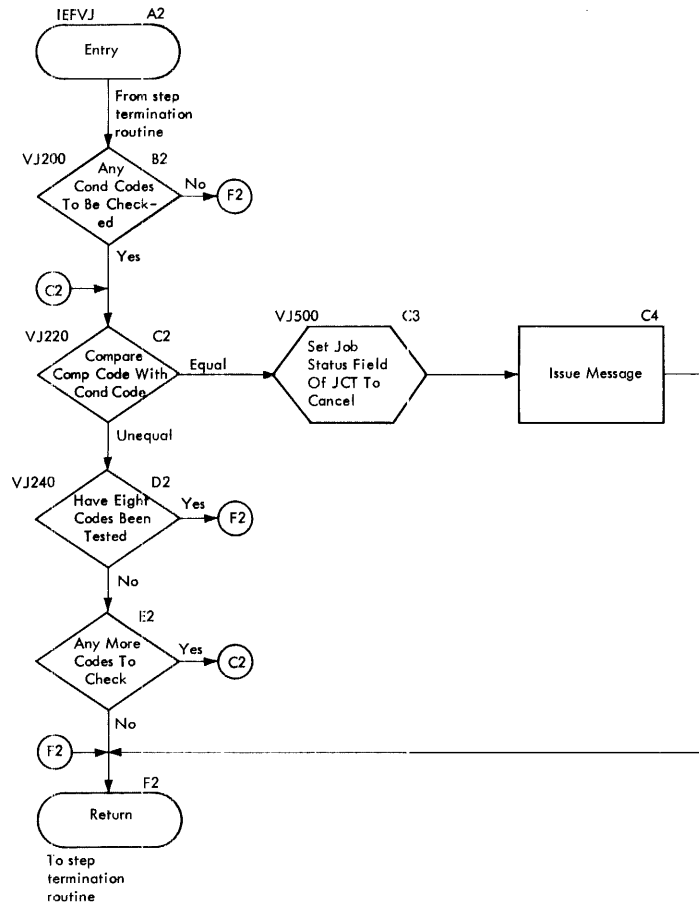 IEFVJ A2
Entry
From step
termination
routine
VJ200 B2
Any
Cond Codes
To Be Check-
ed
No
F2
Yes
C2
VJ220 C2
Compare
Comp Code With
Cond Code
Equal
VJ500 C3
Set Job
Status Field
Of JCT To
Cancel
C4
Issue Message
Unequal
VJ240 D2
Have Eight
Codes Been
Tested
Yes
F2
No
E2
Any More
Codes To
Check
Yes
C2
No
F2
F2
Return
To step
termination
routine